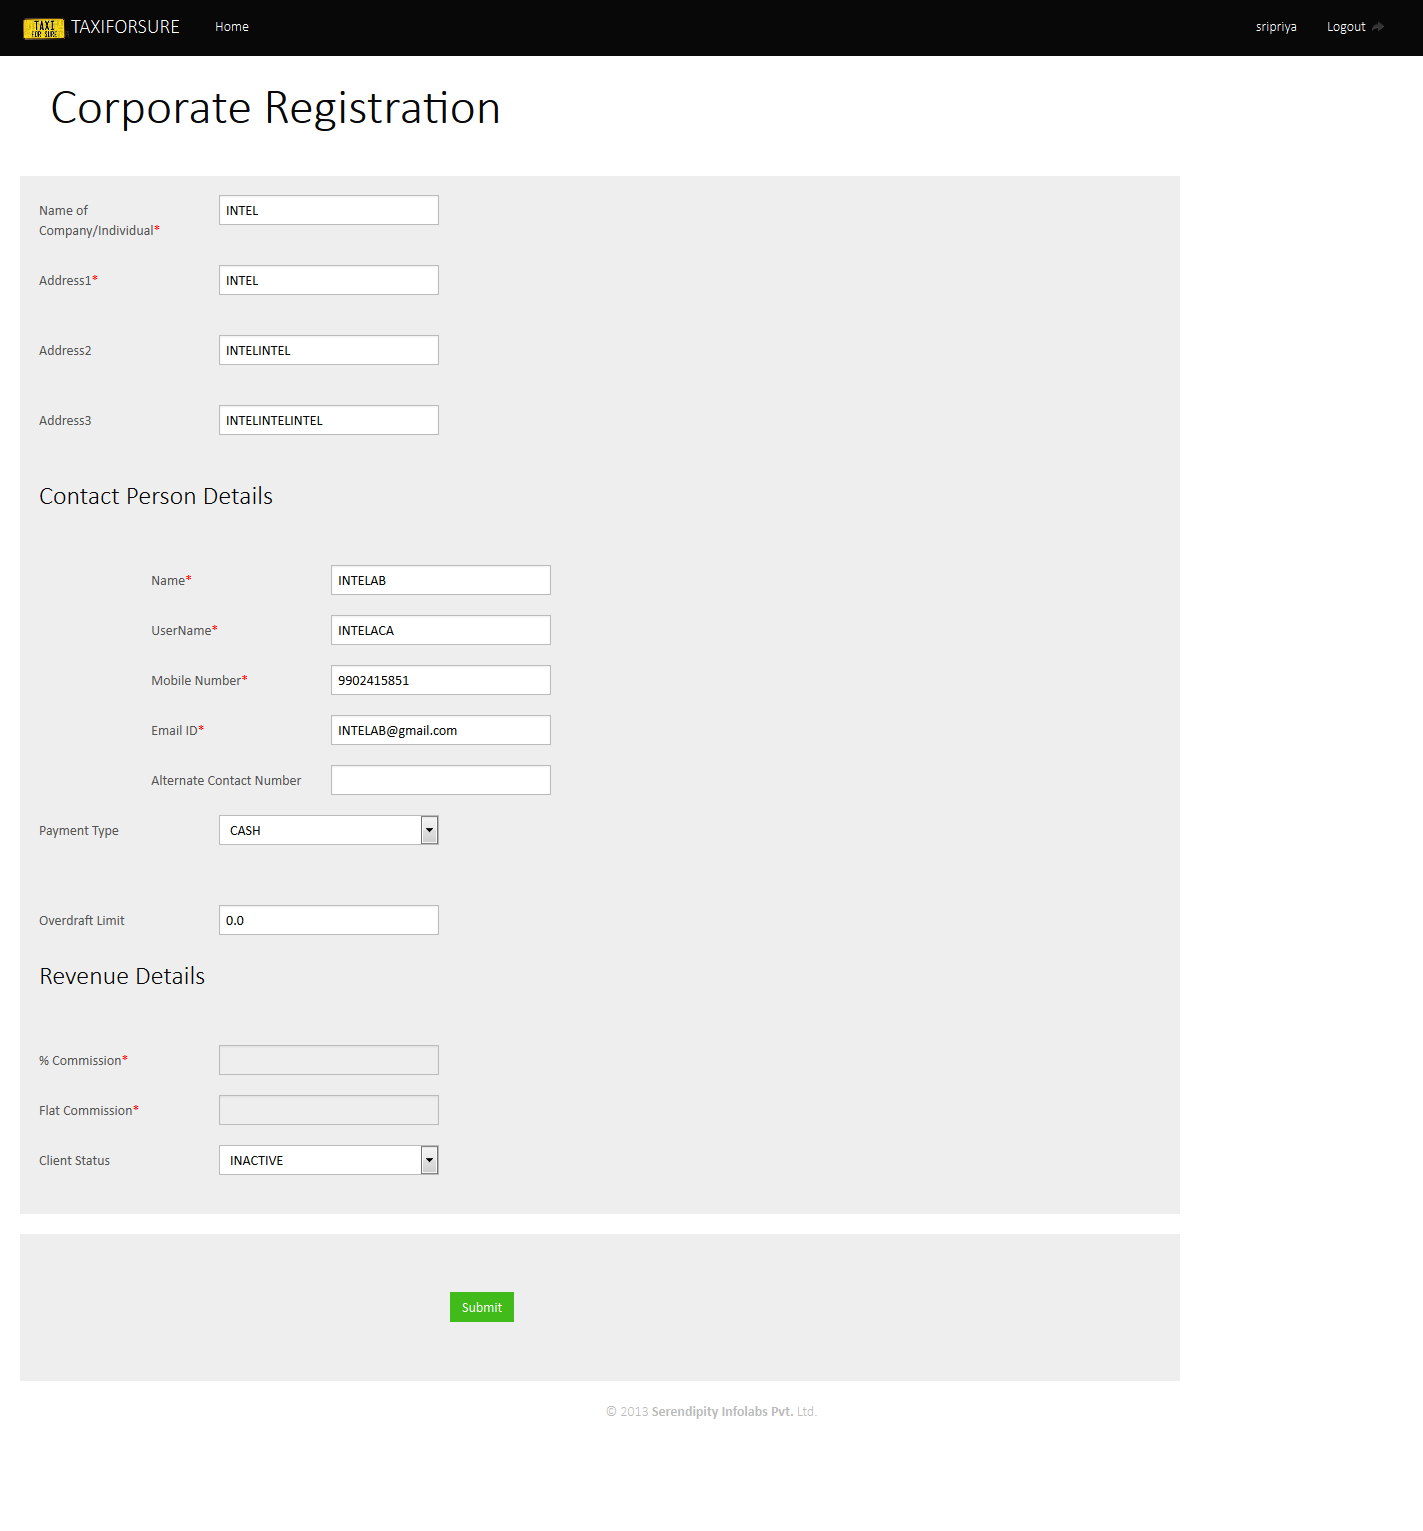 TAXI
FOR SURE
TAXIFORSURE Home sripriya Logout
Corporate Registration
Name of
Company/Individual*
INTEL
Address1* INTEL
Address2 INTELINTEL
Address3 INTELINTELINTEL
Contact Person Details
Name* INTELAB
UserName* INTELACA
Mobile Number* 9902415851
Email ID* INTELAB@gmail.com
Alternate Contact Number
Payment Type CASH
Overdraft Limit 0.0
Revenue Details
% Commission*
Flat Commission*
Client Status INACTIVE
Submit
© 2013 Serendipity Infolabs Pvt. Ltd.